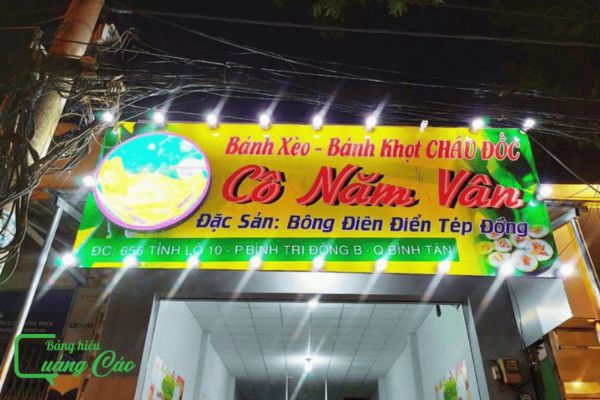 Bánh Xèo - Bánh Khọt CHÂU ĐỐC
Cô Năm Vân
Đặc Sản: Bông Điên Điển Tép Đồng
ĐC: 655 TỈNH LỘ 10 - P BÌNH TRỊ ĐÔNG B - Q BÌNH TÂN
Bảng hiệu
Quảng Cáo